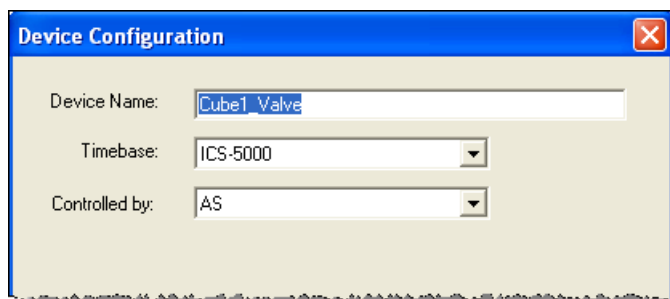 Device Configuration
Device Name: Cube1_Valve
Timebase: ICS-5000
Controlled by: AS